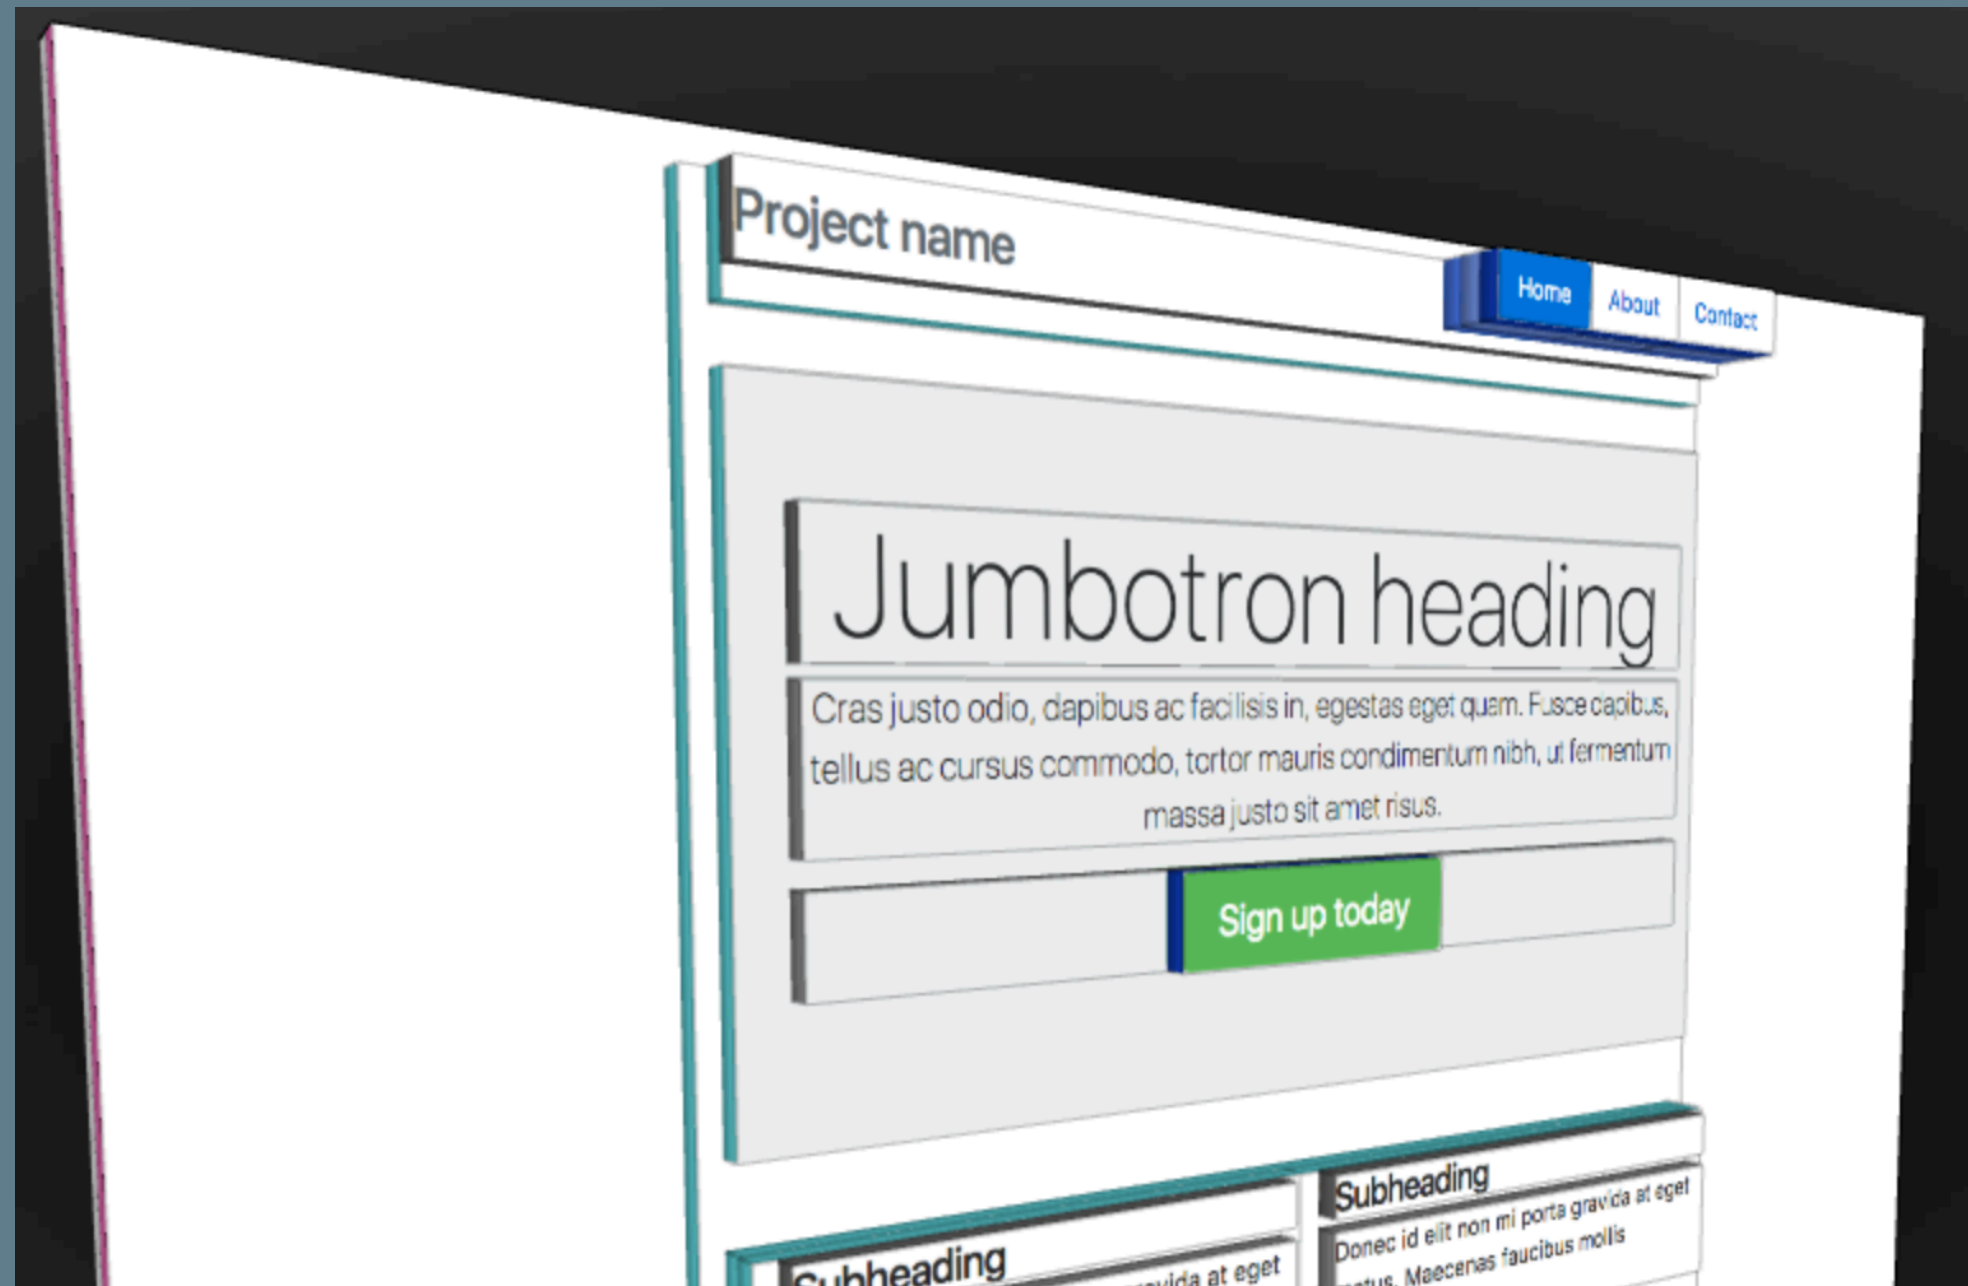 Project name
Home About Contact
Jumbotron heading
Cras justo odio, dapibus ac facilisis in, egestas eget quam. Fusce dapibus,
tellus ac cursus commodo, tortor mauris condimentum nibh, ut fermentum
massa justo sit amet risus.
Sign up today
Subheading
gravida at eget
Subheading
Donec id elit non mi porta gravida at eget
metus. Maecenas faucibus mollis